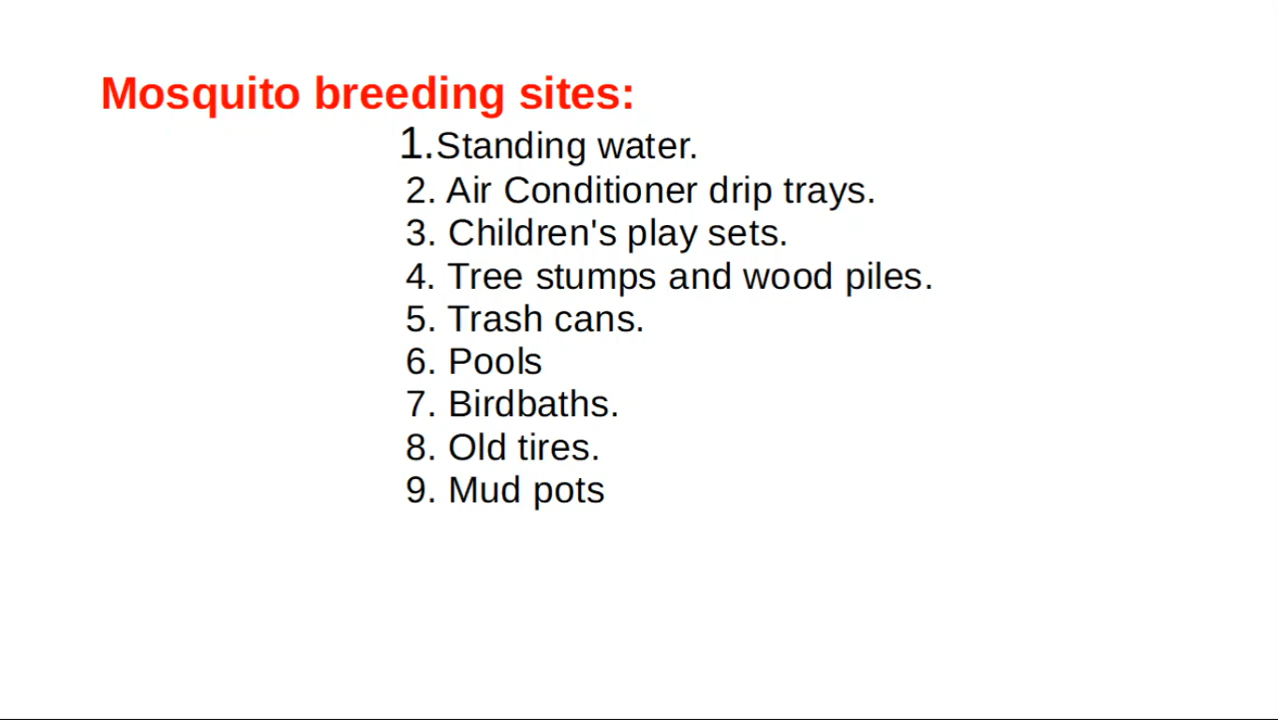 Mosquito breeding sites:
1.Standing water.
2. Air Conditioner drip trays.
3. Children's play sets.
4. Tree stumps and wood piles.
5. Trash cans.
6. Pools
7. Birdbaths.
8. Old tires.
9. Mud pots